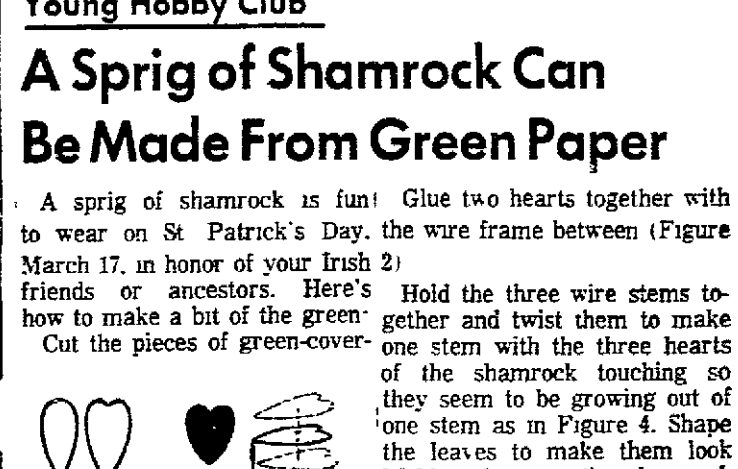 Young Hobby Club
A Sprig of Shamrock Can
Be Made From Green Paper
A sprig of shamrock is fun
to wear on St Patrick's Day.
March 17. in honor of your Irish
friends or ancestors. Here's
how to make a bit of the green-
Cut the pieces of green-cover-
Glue two hearts together with
the wire frame between (Figure
2)
Hold the three wire stems to-
gether and twist them to make
one stem with the three hearts
of the shamrock touching so
they seem to be growing out of
one stem as in Figure 4. Shape
the leaves to make them look